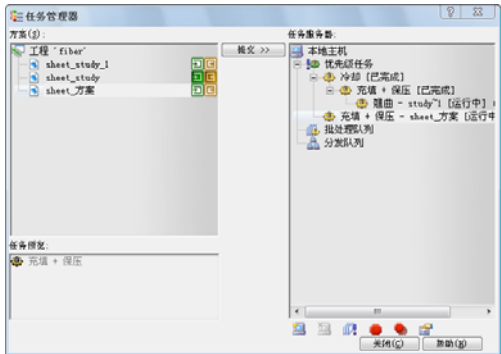 任务管理器
方案(S):
工程 'fiber'
sheet_study_1
sheet_study
sheet_方案
提交 >>
任务服务器:
本地主机
优先级任务
冷却 [已完成]
充填 + 保压 [已完成]
翘曲 - study~1 [运行中]
充填 + 保压 - sheet_方案 [运行中
批处理队列
分发队列
任务预览:
充填 + 保压
关闭(C)
帮助(H)